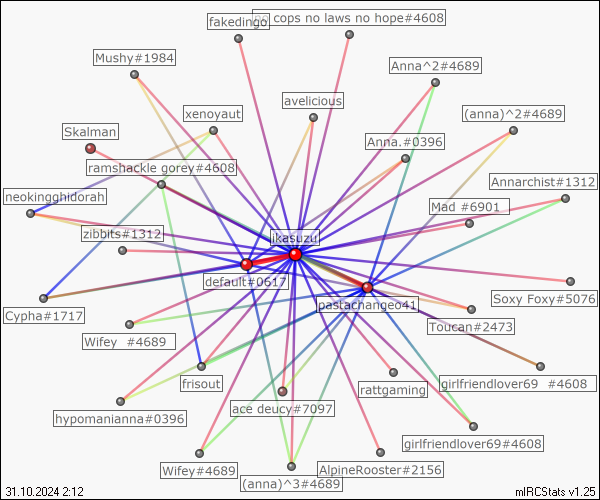 no cops no laws no hope#4608
fakedingo
Mushy#1984
Anna^2#4689
avelicious
xenoyaut
(anna)^2#4689
Skalman
Anna.#0396
ramshackle gorey#4608
Annarchist#1312
neokingghidorah
Mad #6901
zibbits#1312
ikasuzu
default#0617
Soxy Foxy#5076
pastachangeo41
Cypha#1717
Toucan#2473
Wifey #4689
frisout
rattgaming
girlfriendlover69 #4608
ace deucy#7097
hypomanianna#0396
girlfriendlover69#4608
Wifey#4689
AlpineRooster#2156
(anna)^3#4689
31.10.2024 2:12
mIRCStats v1.25